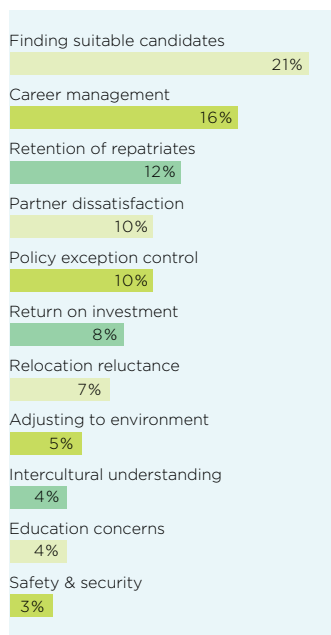 Finding suitable candidates
21%
Career management
16%
Retention of repatriates
12%
Partner dissatisfaction
10%
Policy exception control
10%
Return on investment
8%
Relocation reluctance
7%
Adjusting to environment
5%
Intercultural understanding
4%
Education concerns
4%
Safety & security
3%